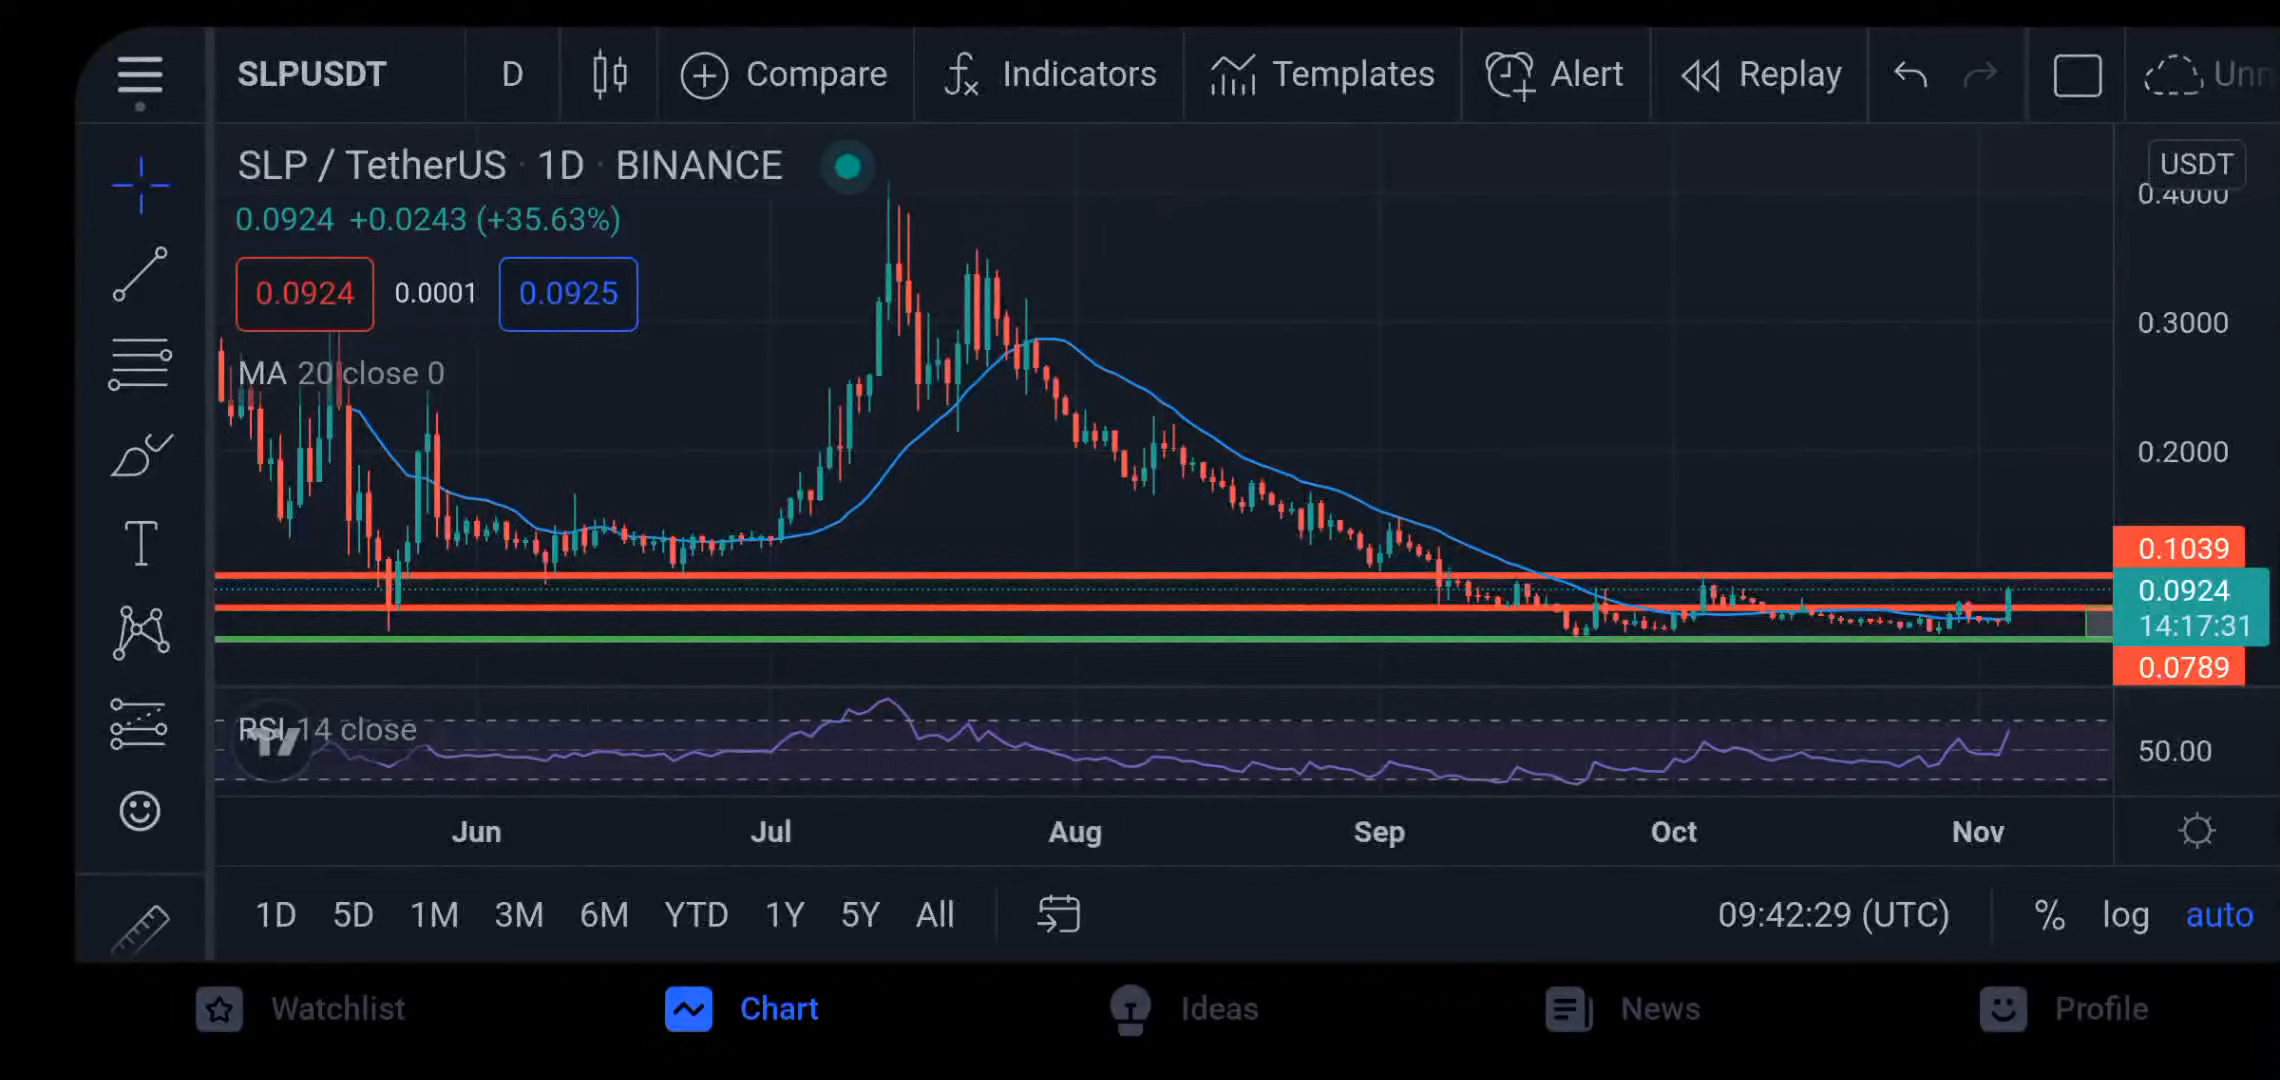 SLPUSDT D Compare Indicators Templates Alert Replay
SLP / TetherUS · 1D · BINANCE
USDT
0.4000
0.0924 +0.0243 (+35.63%)
0.0924 0.0001 0.0925
0.3000
MA 20 close 0
0.2000
0.1039
0.0924
14:17:31
0.0789
RSI 14 close
50.00
Jun Jul Aug Sep Oct Nov
1D 5D 1M 3M 6M YTD 1Y 5Y All 09:42:29 (UTC) % log auto
Watchlist Chart Ideas News Profile